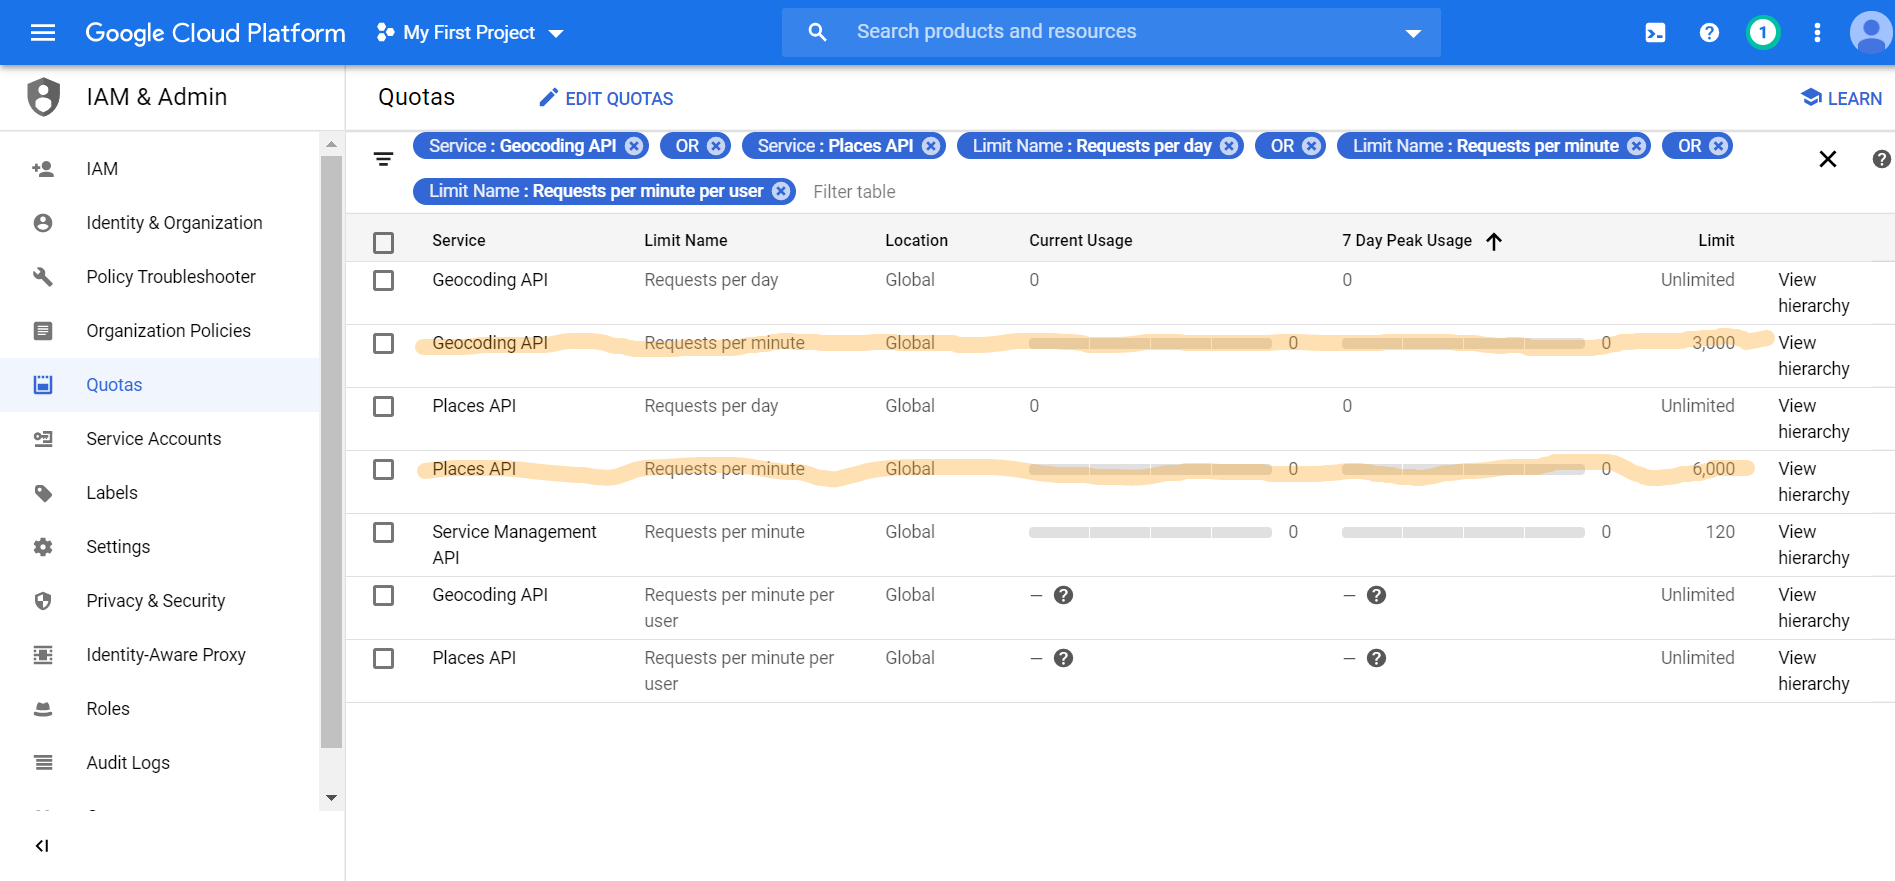 Google Cloud Platform My First Project Search products and resources 1
IAM & Admin Quotas EDIT QUOTAS LEARN
Service : Geocoding API OR Service : Places API Limit Name : Requests per day OR Limit Name : Requests per minute OR
Limit Name : Requests per minute per user Filter table
IAM
Identity & Organization
Policy Troubleshooter
Organization Policies
Quotas
Service Accounts
Labels
Settings
Privacy & Security
Identity-Aware Proxy
Roles
Audit Logs
Service Limit Name Location Current Usage 7 Day Peak Usage Limit
Geocoding API Requests per day Global 0 0 Unlimited View
hierarchy
Geocoding API Requests per minute Global 0 0 3,000 View
hierarchy
Places API Requests per day Global 0 0 Unlimited View
hierarchy
Places API Requests per minute Global 0 0 6,000 View
hierarchy
Service Management Requests per minute Global 0 0 120 View
API hierarchy
Geocoding API Requests per minute per Global – ? – ? Unlimited View
user hierarchy
Places API Requests per minute per Global – ? – ? Unlimited View
user hierarchy